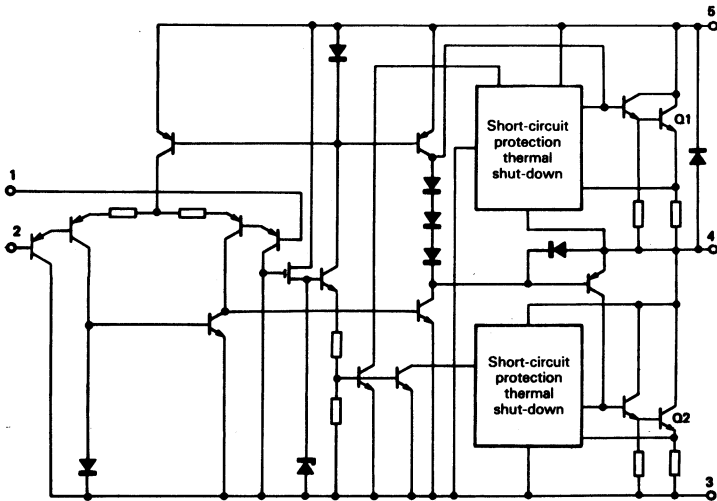 5
Q1
Short-circuit
protection
thermal
shut-down
1
2
4
Short-circuit
protection
thermal
shut-down
Q2
3